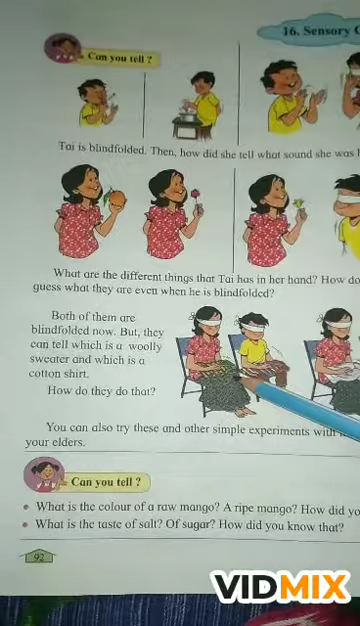 16. Sensory
Can you tell ?
Tai is blindfolded. Then, how did she tell what sound she was
What are the different things that Tai has in her hand? How do
guess what they are even when he is blindfolded?
Both of them are
blindfolded now. But, they
can tell which is a woolly
sweater and which is a
cotton shirt.
How do they do that?
You can also try these and other simple experiments with
your elders.
Can you tell ?
• What is the colour of a raw mango? A ripe mango? How did yo
• What is the taste of salt? Of sugar? How did you know that?
92
VIDMIX